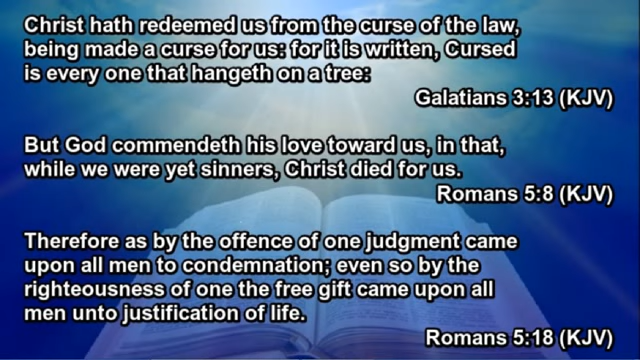 Christ hath redeemed us from the curse of the law,
being made a curse for us: for it is written, Cursed
is every one that hangeth on a tree:
Galatians 3:13 (KJV)
But God commendeth his love toward us, in that,
while we were yet sinners, Christ died for us.
Romans 5:8 (KJV)
Therefore as by the offence of one judgment came
upon all men to condemnation; even so by the
righteousness of one the free gift came upon all
men unto justification of life.
Romans 5:18 (KJV)